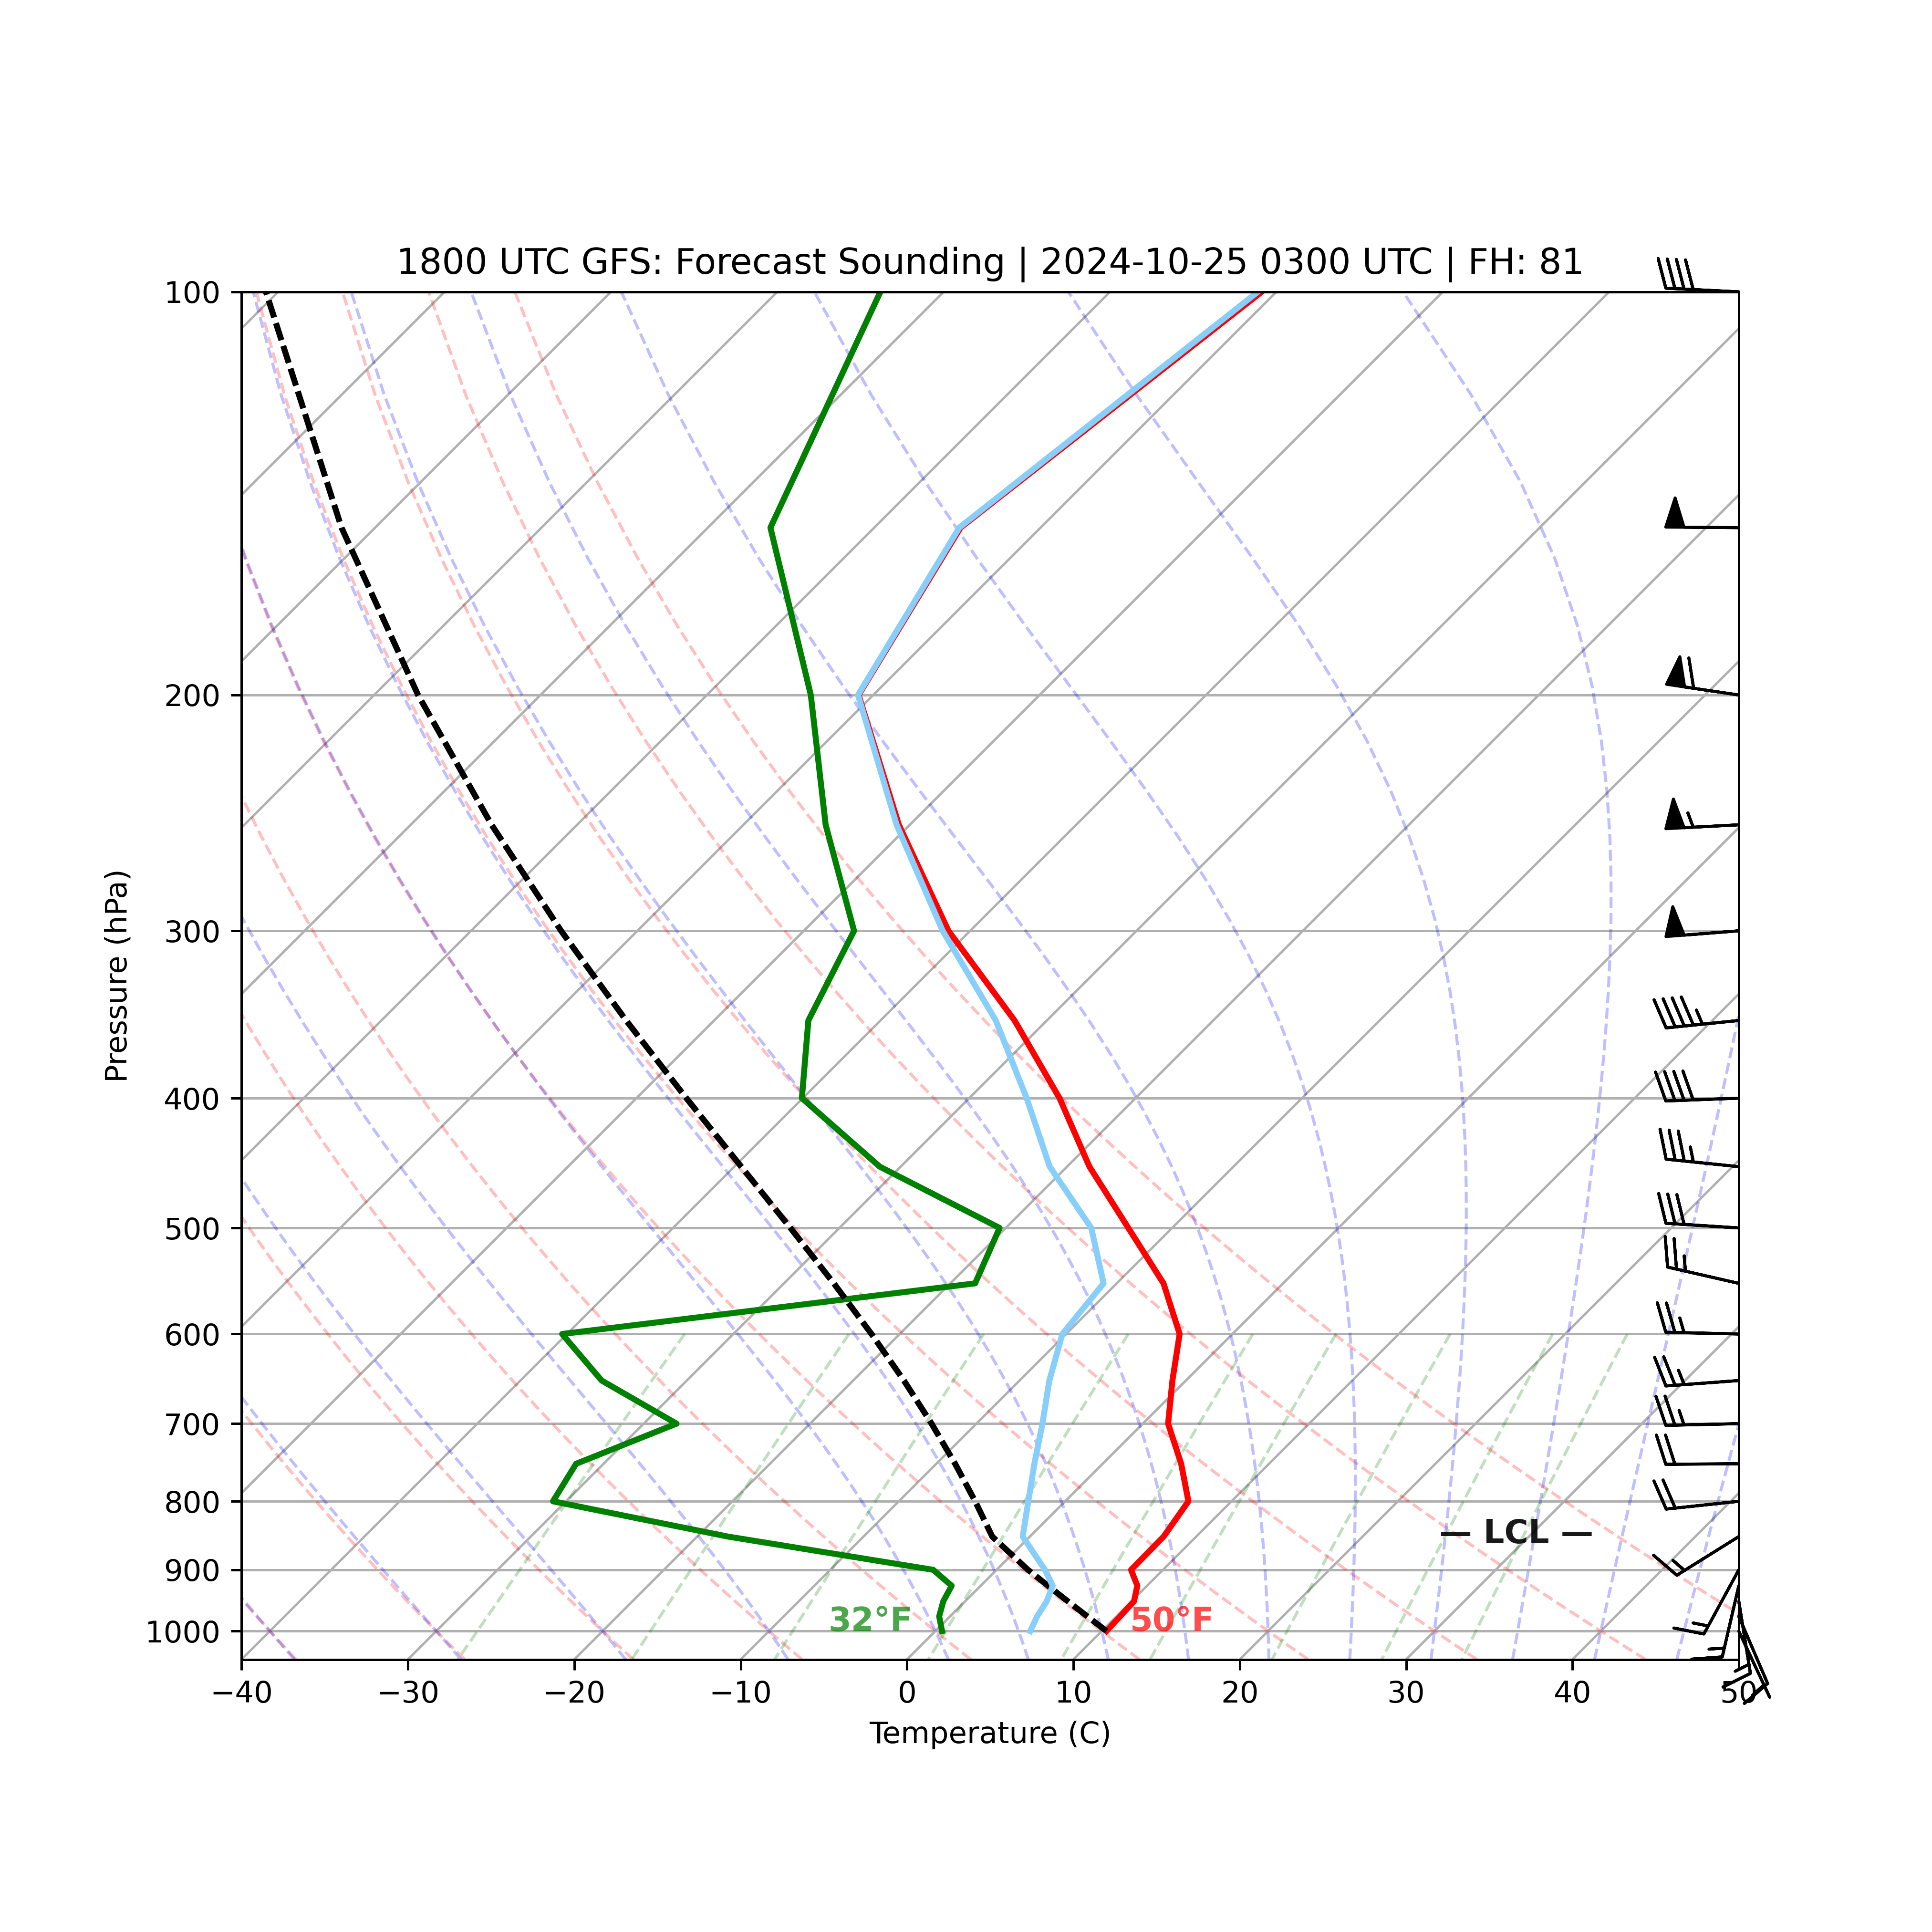 1800 UTC GFS: Forecast Sounding | 2024-10-25 0300 UTC | FH: 81
100
200
300
400
500
600
700
800
900
1000
Pressure (hPa)
— LCL —
32°F
50°F
−40 −30 −20 −10 0 10 20 30 40 50
Temperature (C)